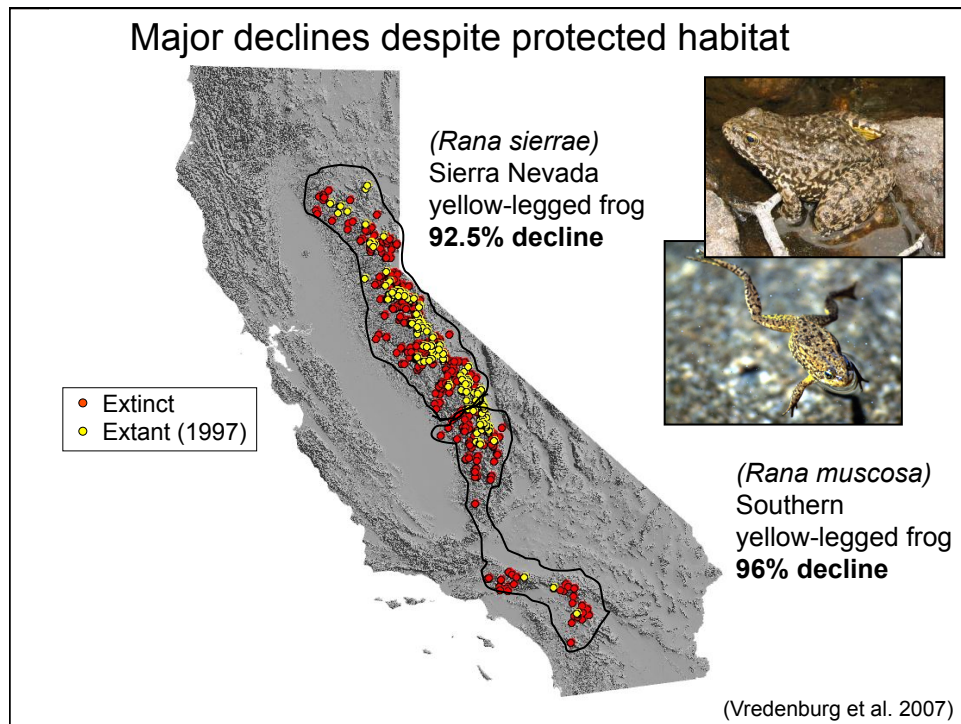 Major declines despite protected habitat
(Rana sierrae)
Sierra Nevada
yellow-legged frog
92.5% decline
Extinct
Extant (1997)
(Rana muscosa)
Southern
yellow-legged frog
96% decline
(Vredenburg et al. 2007)